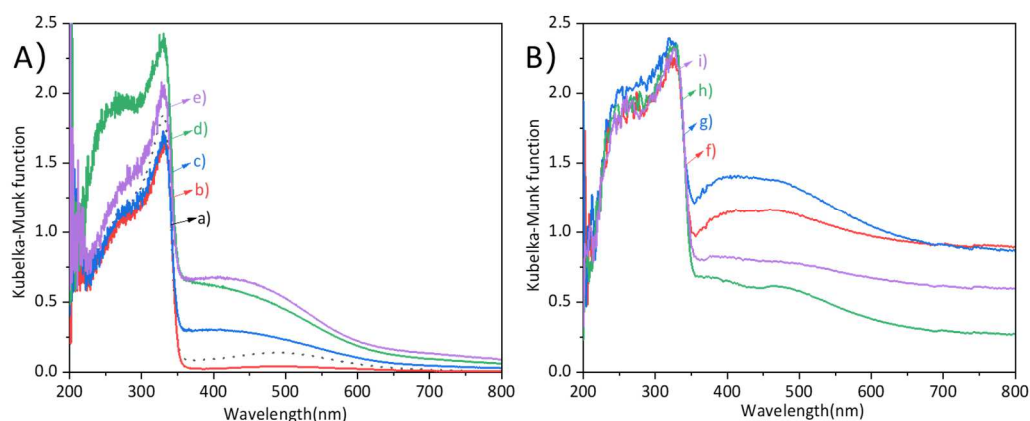 A)
2.5
2.0
1.5
1.0
0.5
0.0
Kubelka-Munk function
e)
d)
c)
b)
a)
200 300 400 500 600 700 800
Wavelength(nm)
B)
2.5
2.0
1.5
1.0
0.5
0.0
Kubelka-Munk function
i)
h)
g)
f)
200 300 400 500 600 700 800
Wavelength(nm)